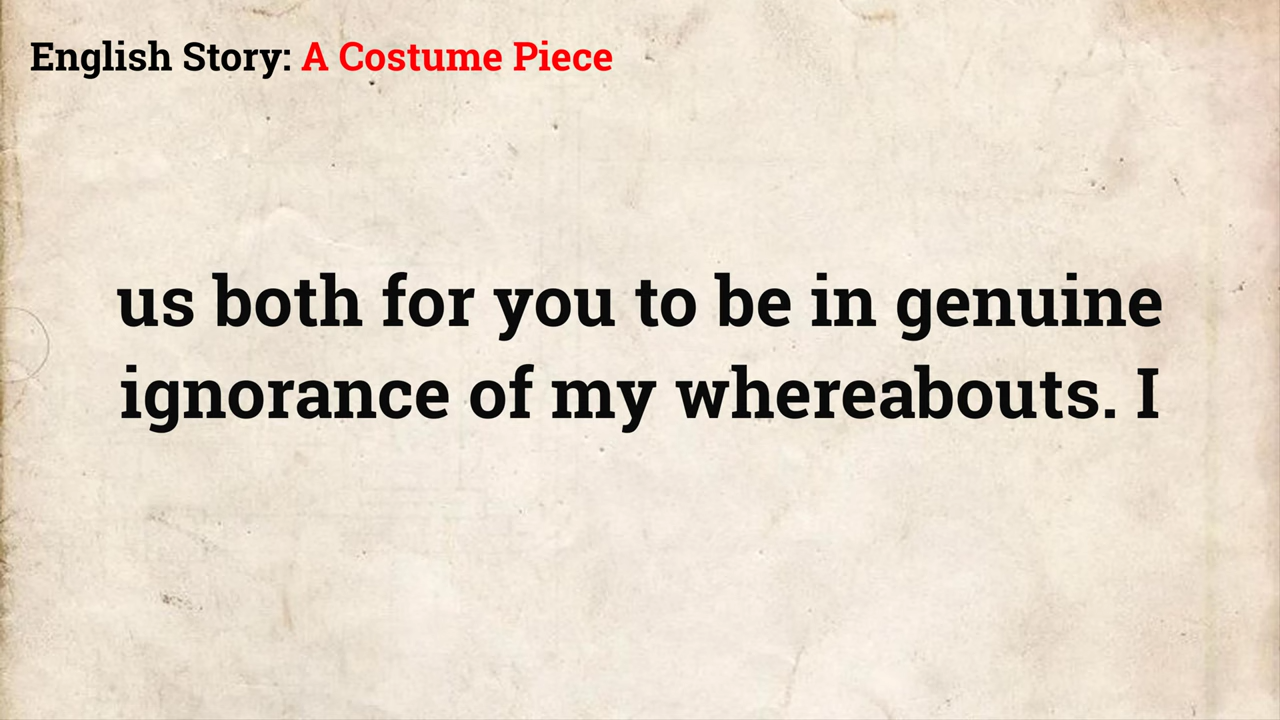 English Story: A Costume Piece
us both for you to be in genuine
ignorance of my whereabouts. I